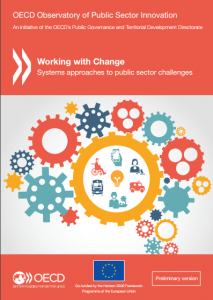 OECD Observatory of Public Sector Innovation
An initiative of the OECD's Public Governance and Territorial Development Directorate
Working with Change
Systems approaches to public sector challenges
OECD
Co-funded by the Horizon 2020 Framework
Programme of the European Union
Preliminary version